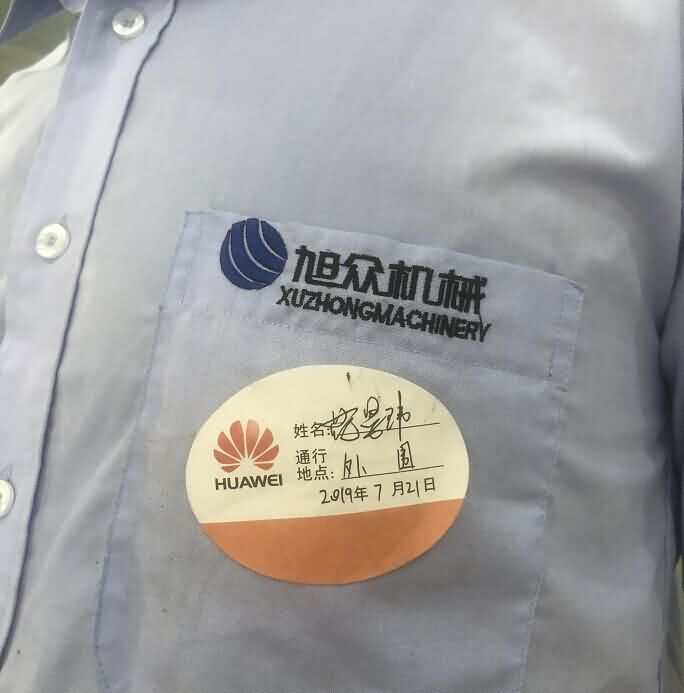 旭众机械
XUZHONGMACHINERY
HUAWEI
姓名:
通行
地点: 外围
2019年7月21日